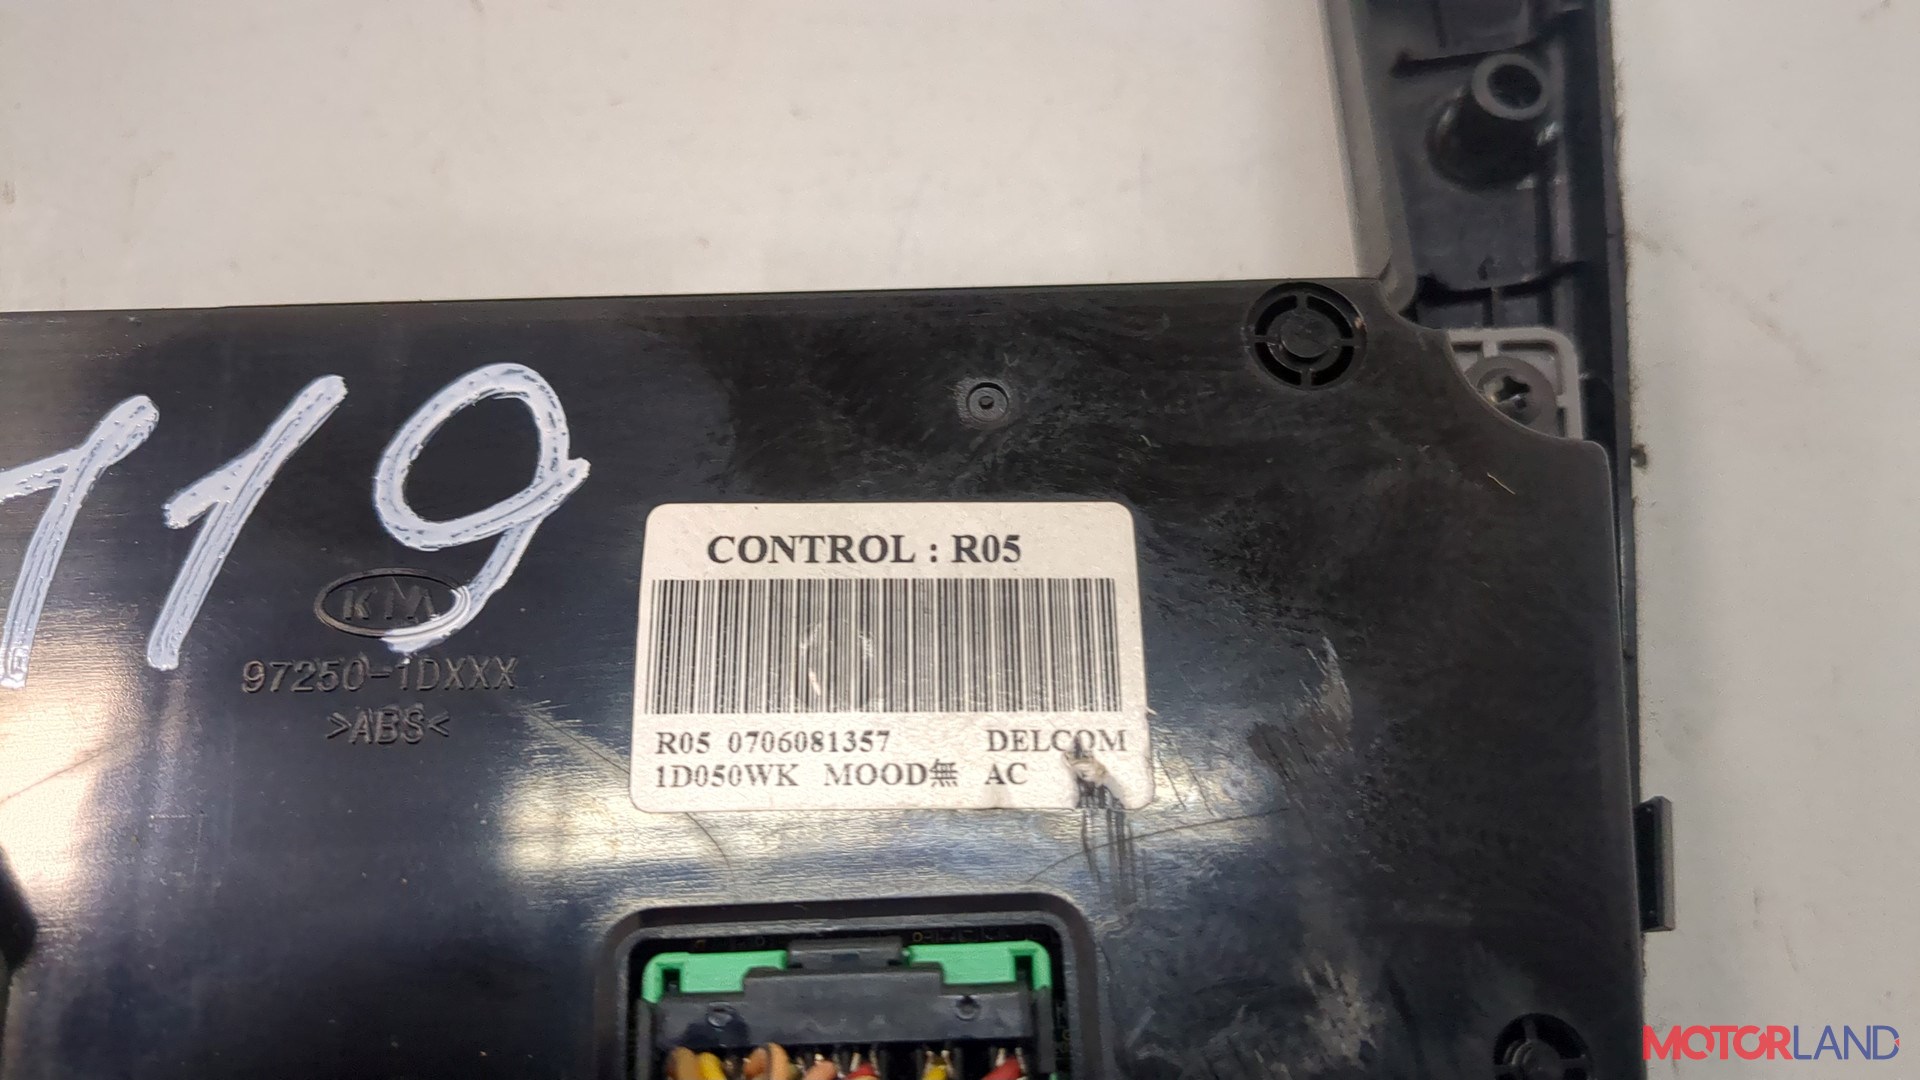 119
KIA
97250-1DXXX
>ABS<
CONTROL : R05
R05 0706081357 DELCOM
1D050WK MOOD無 AC
MOTORLAND